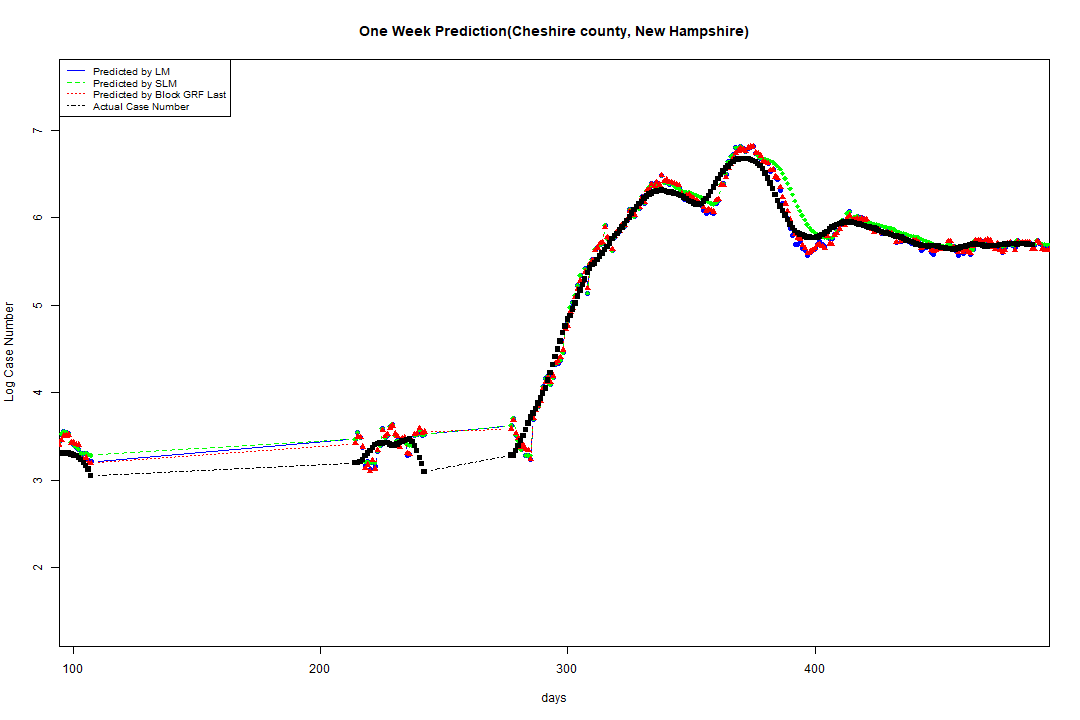 One Week Prediction(Cheshire county, New Hampshire)
Predicted by LM
Predicted by SLM
Predicted by Block GRF Last
Actual Case Number
7
6
5
4
3
2
Log Case Number
100 200 300 400
days